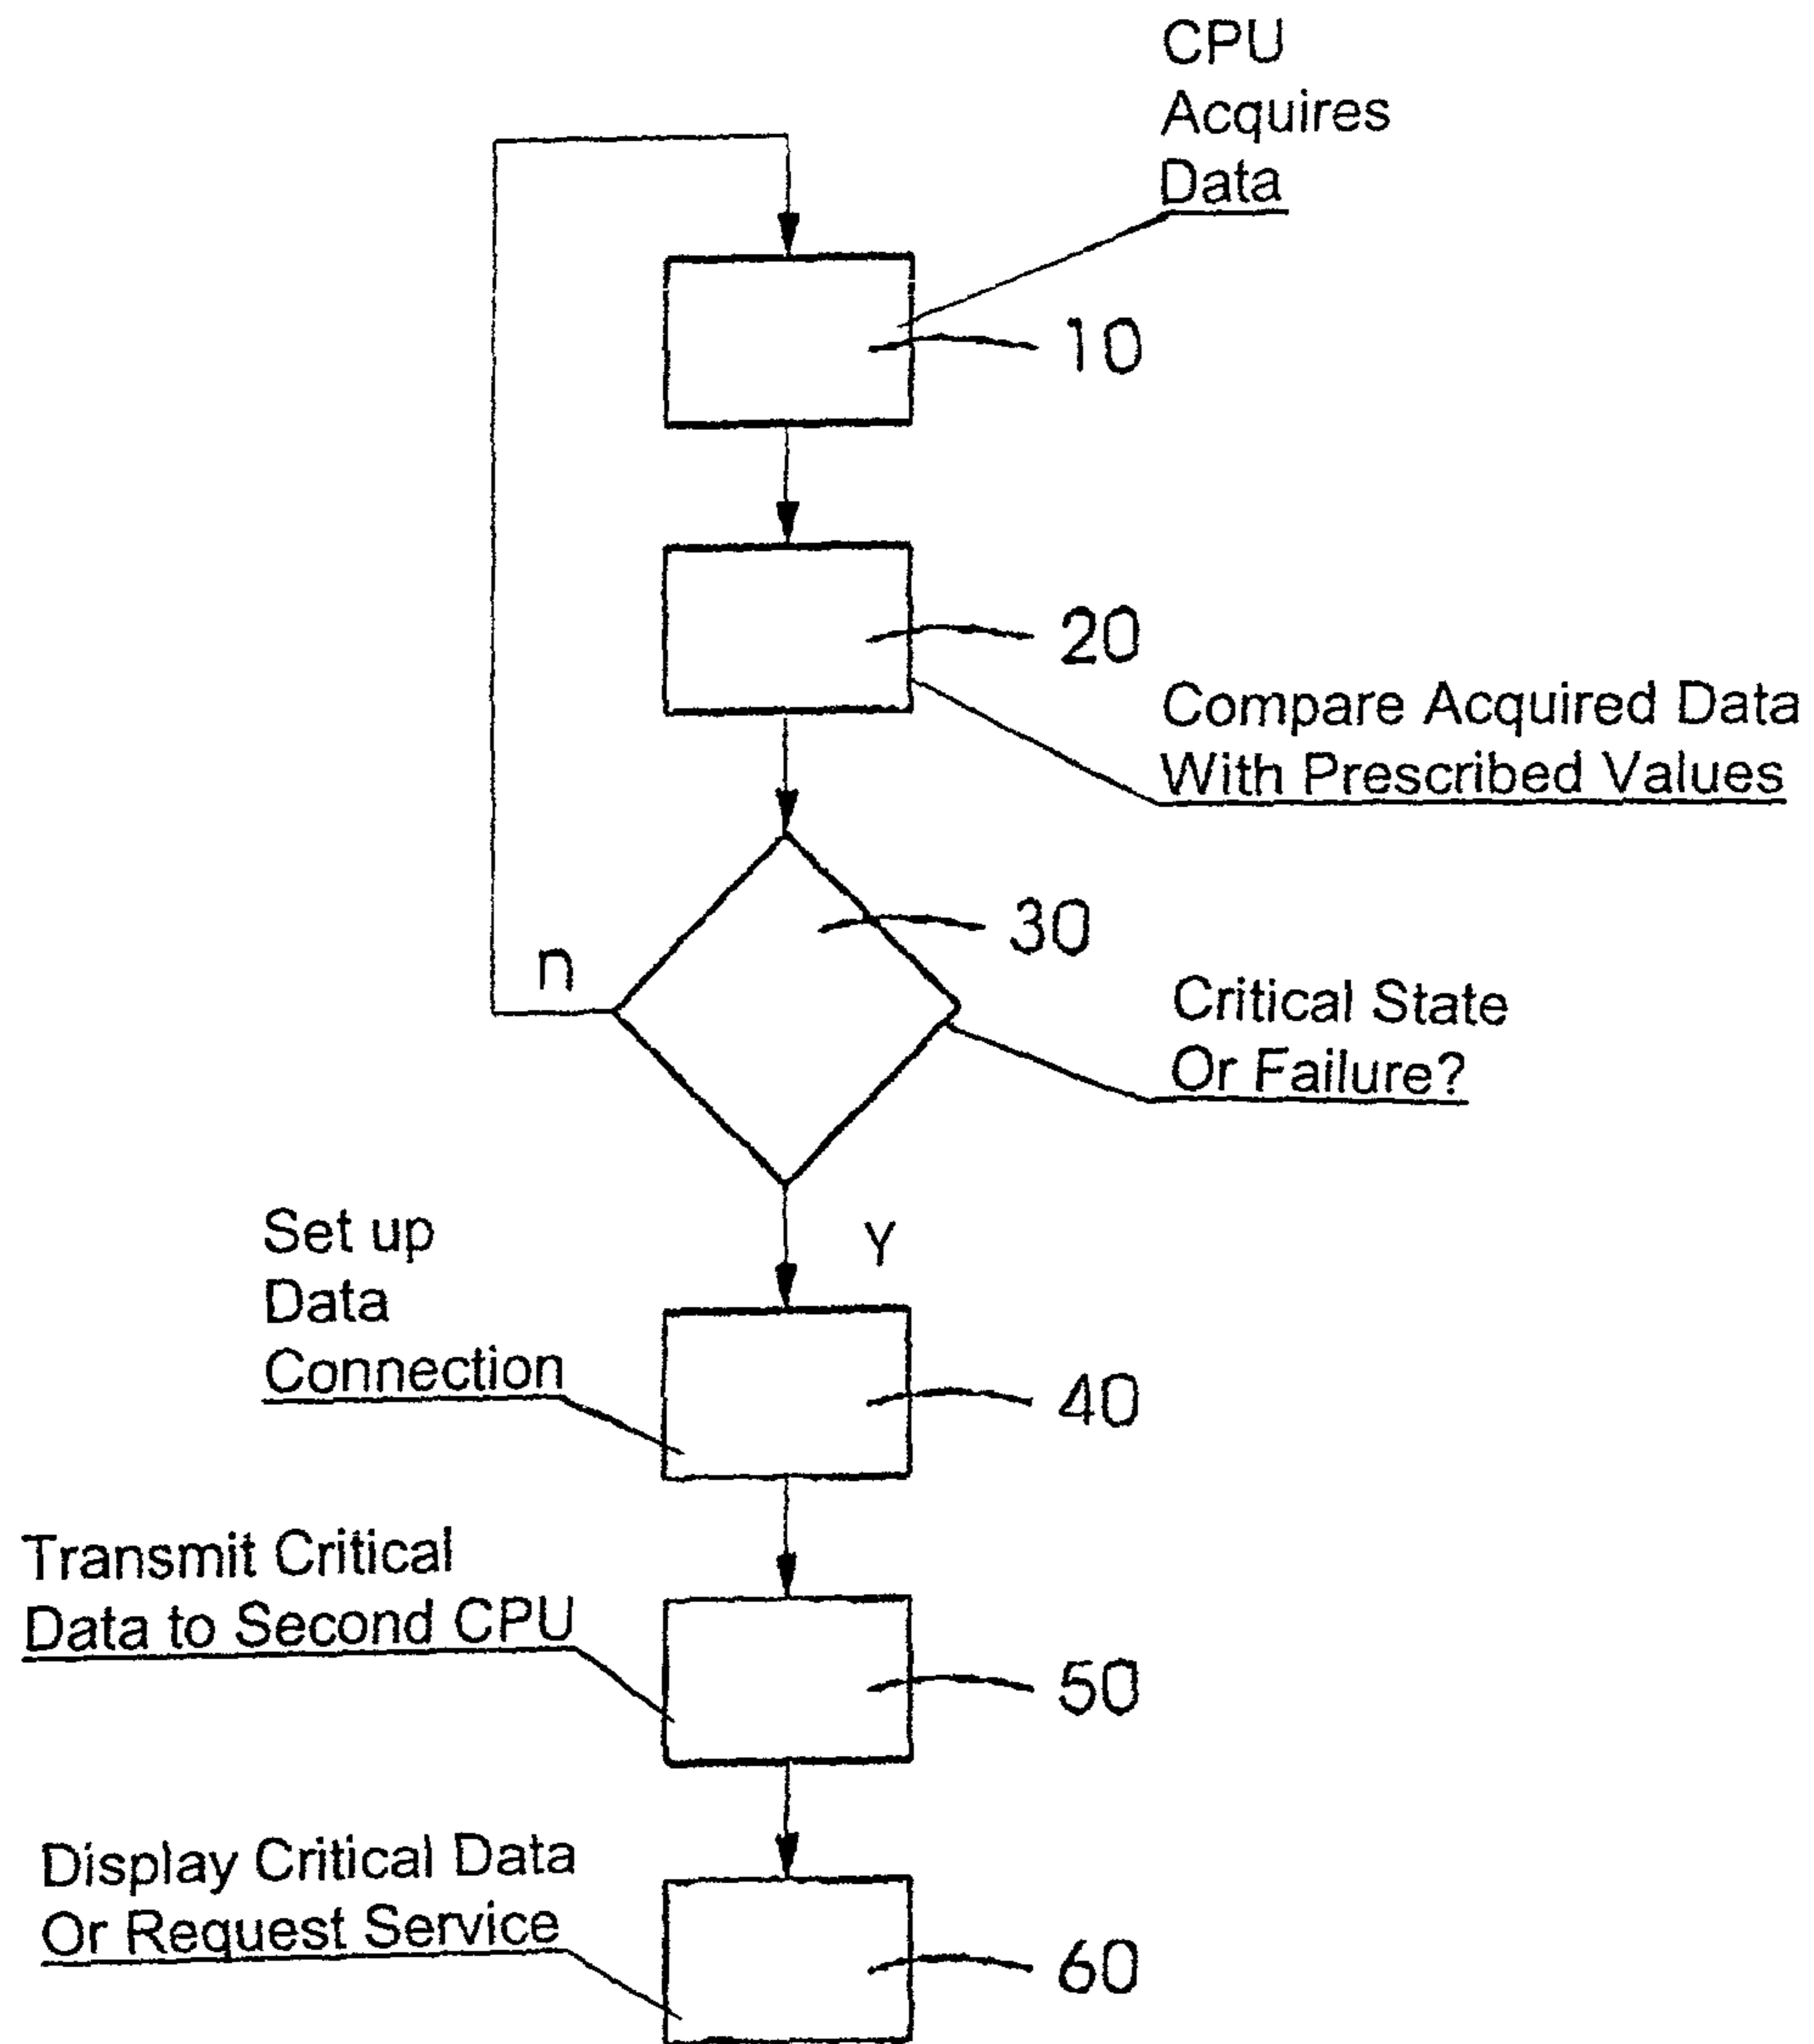 CPU
Acquires
Data
10
20
Compare Acquired Data
With Prescribed Values
30
n
Critical State
Or Failure?
Y
Set up
Data
Connection
40
Transmit Critical
Data to Second CPU
50
Display Critical Data
Or Request Service
60